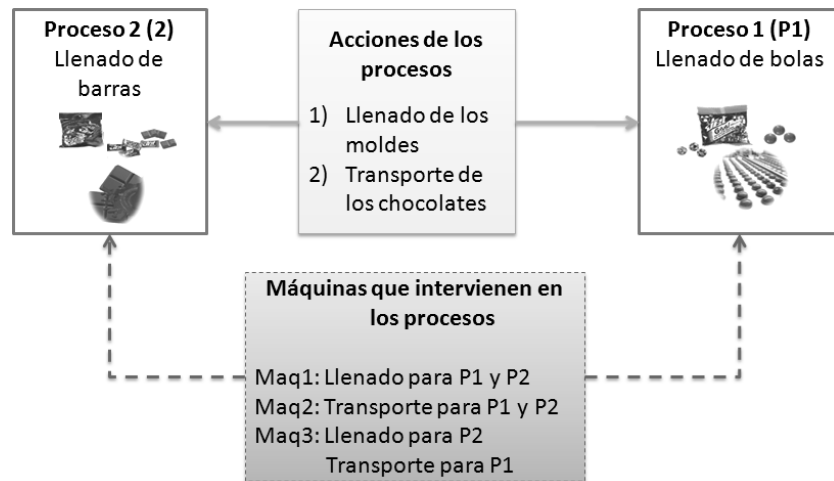 Proceso 2 (2)
Llenado de
barras
Acciones de los
procesos
1) Llenado de los
moldes
2) Transporte de
los chocolates
Proceso 1 (P1)
Llenado de bolas
Máquinas que intervienen en
los procesos
Maq1: Llenado para P1 y P2
Maq2: Transporte para P1 y P2
Maq3: Llenado para P2
Transporte para P1